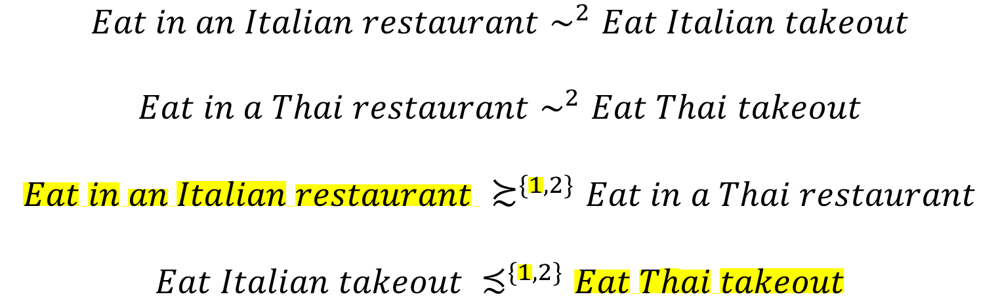 Eat in an Italian restaurant ∼² Eat Italian takeout
Eat in a Thai restaurant ∼² Eat Thai takeout
Eat in an Italian restaurant ≿{1,2} Eat in a Thai restaurant
Eat Italian takeout ≾{1,2} Eat Thai takeout